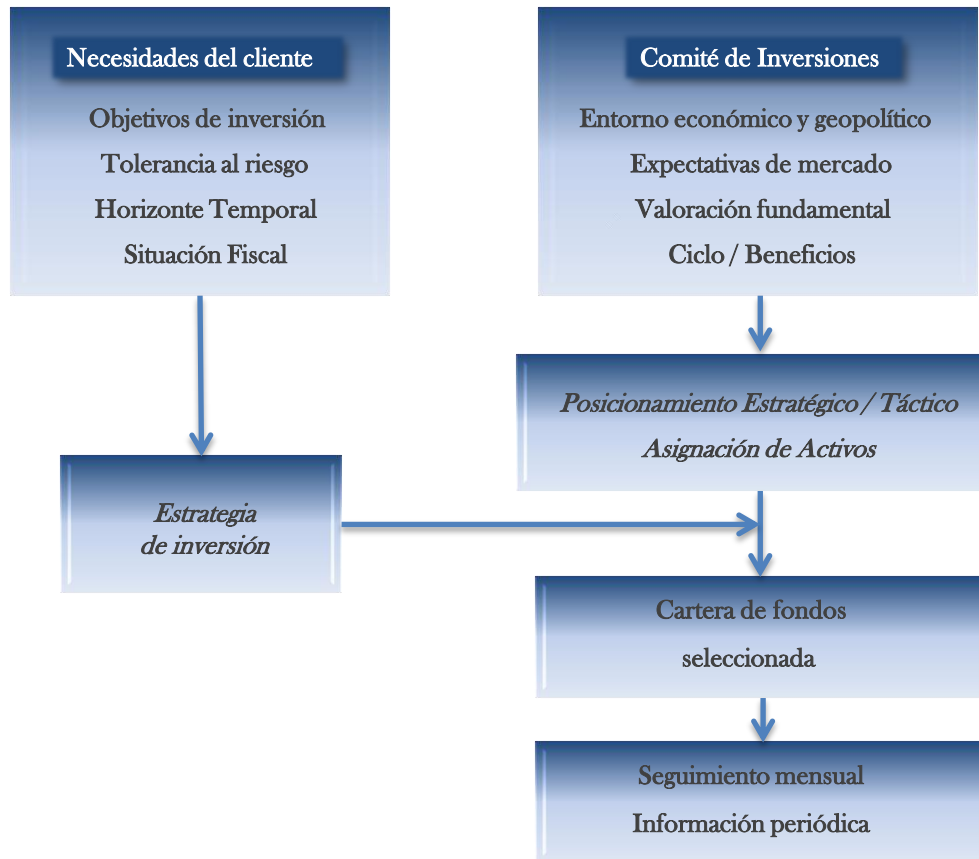 Necesidades del cliente
Objetivos de inversión
Tolerancia al riesgo
Horizonte Temporal
Situación Fiscal
Comité de Inversiones
Entorno económico y geopolítico
Expectativas de mercado
Valoración fundamental
Ciclo / Beneficios
Posicionamiento Estratégico / Táctico
Asignación de Activos
Estrategia
de inversión
Cartera de fondos
seleccionada
Seguimiento mensual
Información periódica